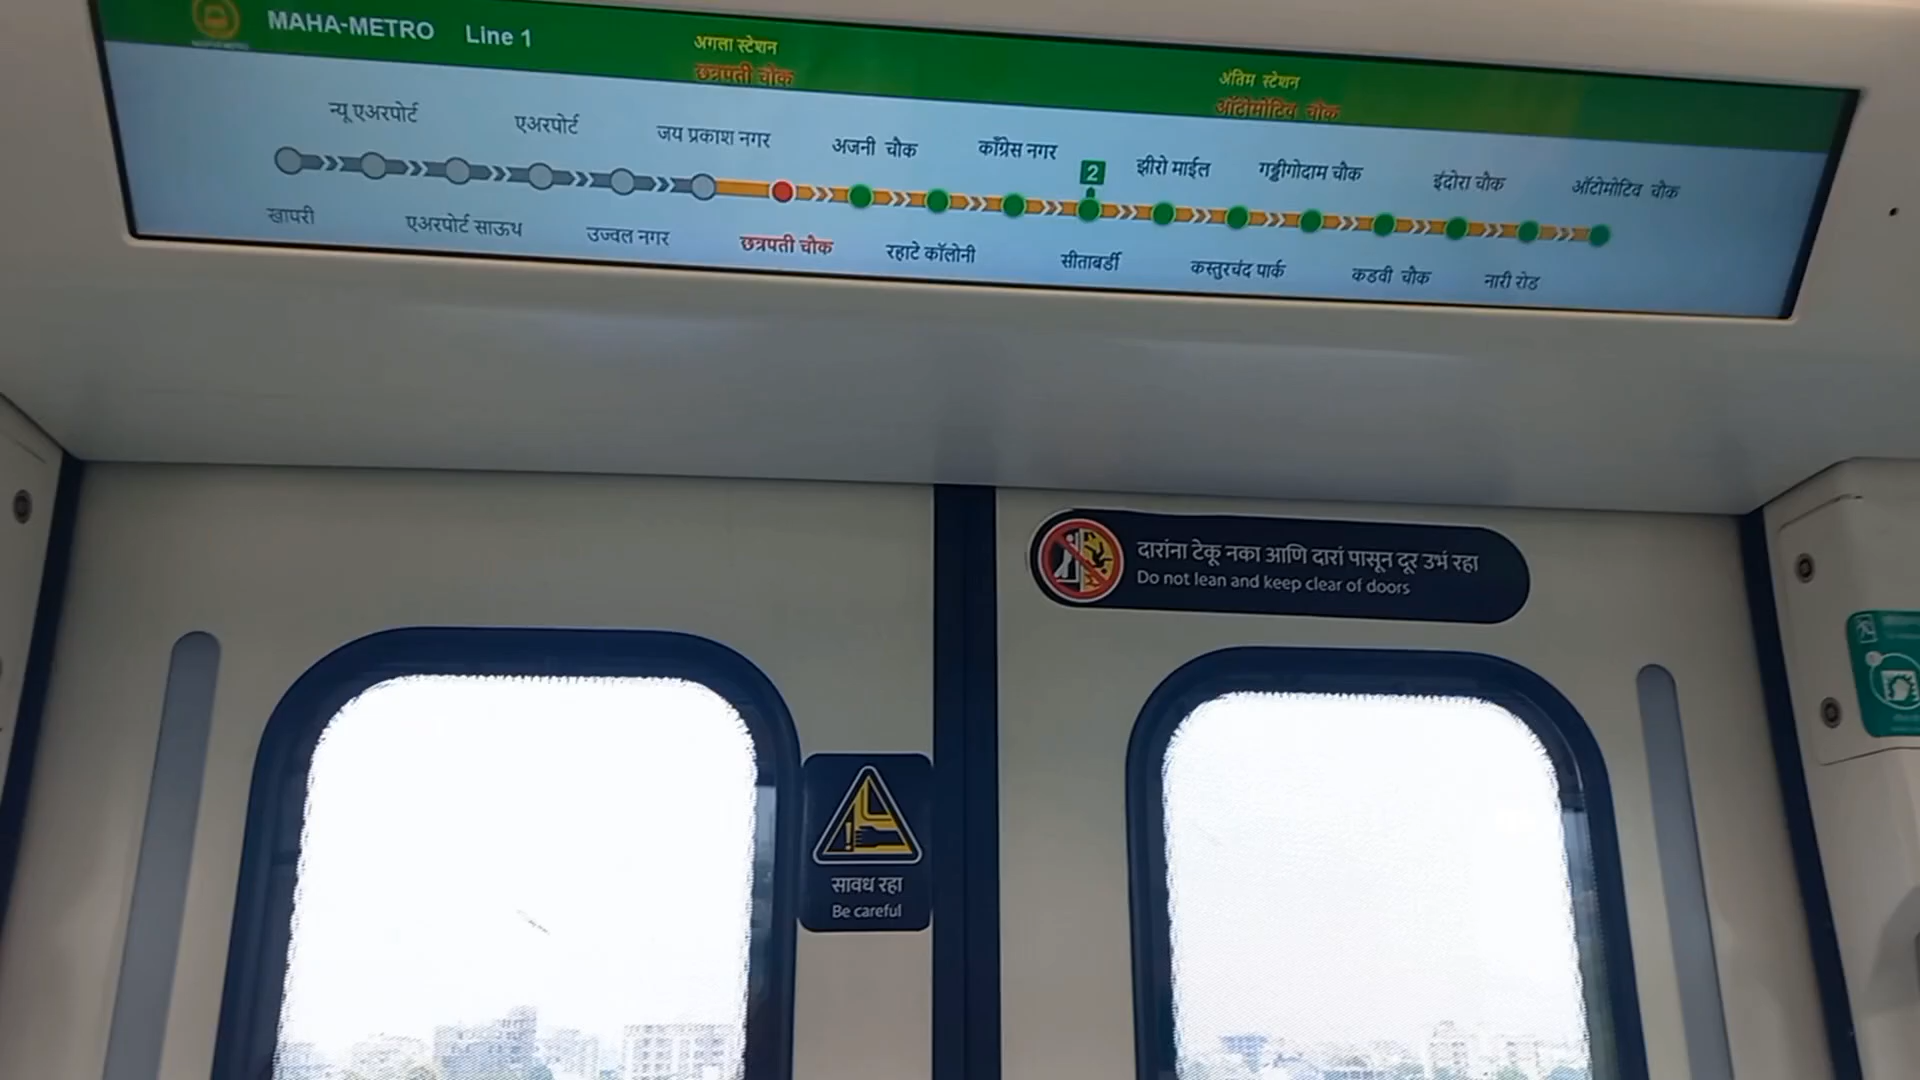 MAHA-METRO Line 1
अगला स्टेशन
छत्रपती चौक
अंतिम स्टेशन
ऑटोमोटिव चौक
न्यू एअरपोर्ट
एअरपोर्ट
जय प्रकाश नगर
अजनी चौक
काँग्रेस नगर
2
झीरो माईल
गड्डीगोदाम चौक
इंदोरा चौक
ऑटोमोटिव चौक
खापरी
एअरपोर्ट साऊथ
उज्वल नगर
छत्रपती चौक
रहाटे कॉलोनी
सीताबर्डी
कस्तुरचंद पार्क
कडवी चौक
नारी रोड
दारांना टेकू नका आणि दारां पासून दूर उभं रहा
Do not lean and keep clear of doors
सावध रहा
Be careful